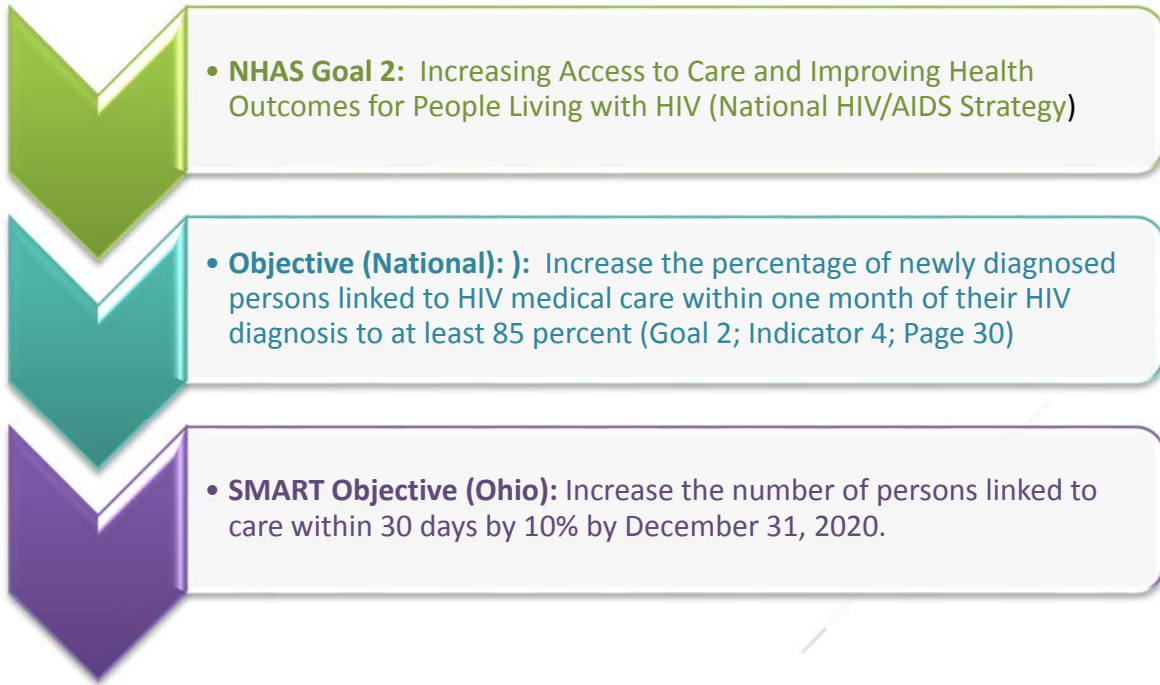 • NHAS Goal 2: Increasing Access to Care and Improving Health
Outcomes for People Living with HIV (National HIV/AIDS Strategy)
• Objective (National): ): Increase the percentage of newly diagnosed
persons linked to HIV medical care within one month of their HIV
diagnosis to at least 85 percent (Goal 2; Indicator 4; Page 30)
• SMART Objective (Ohio): Increase the number of persons linked to
care within 30 days by 10% by December 31, 2020.